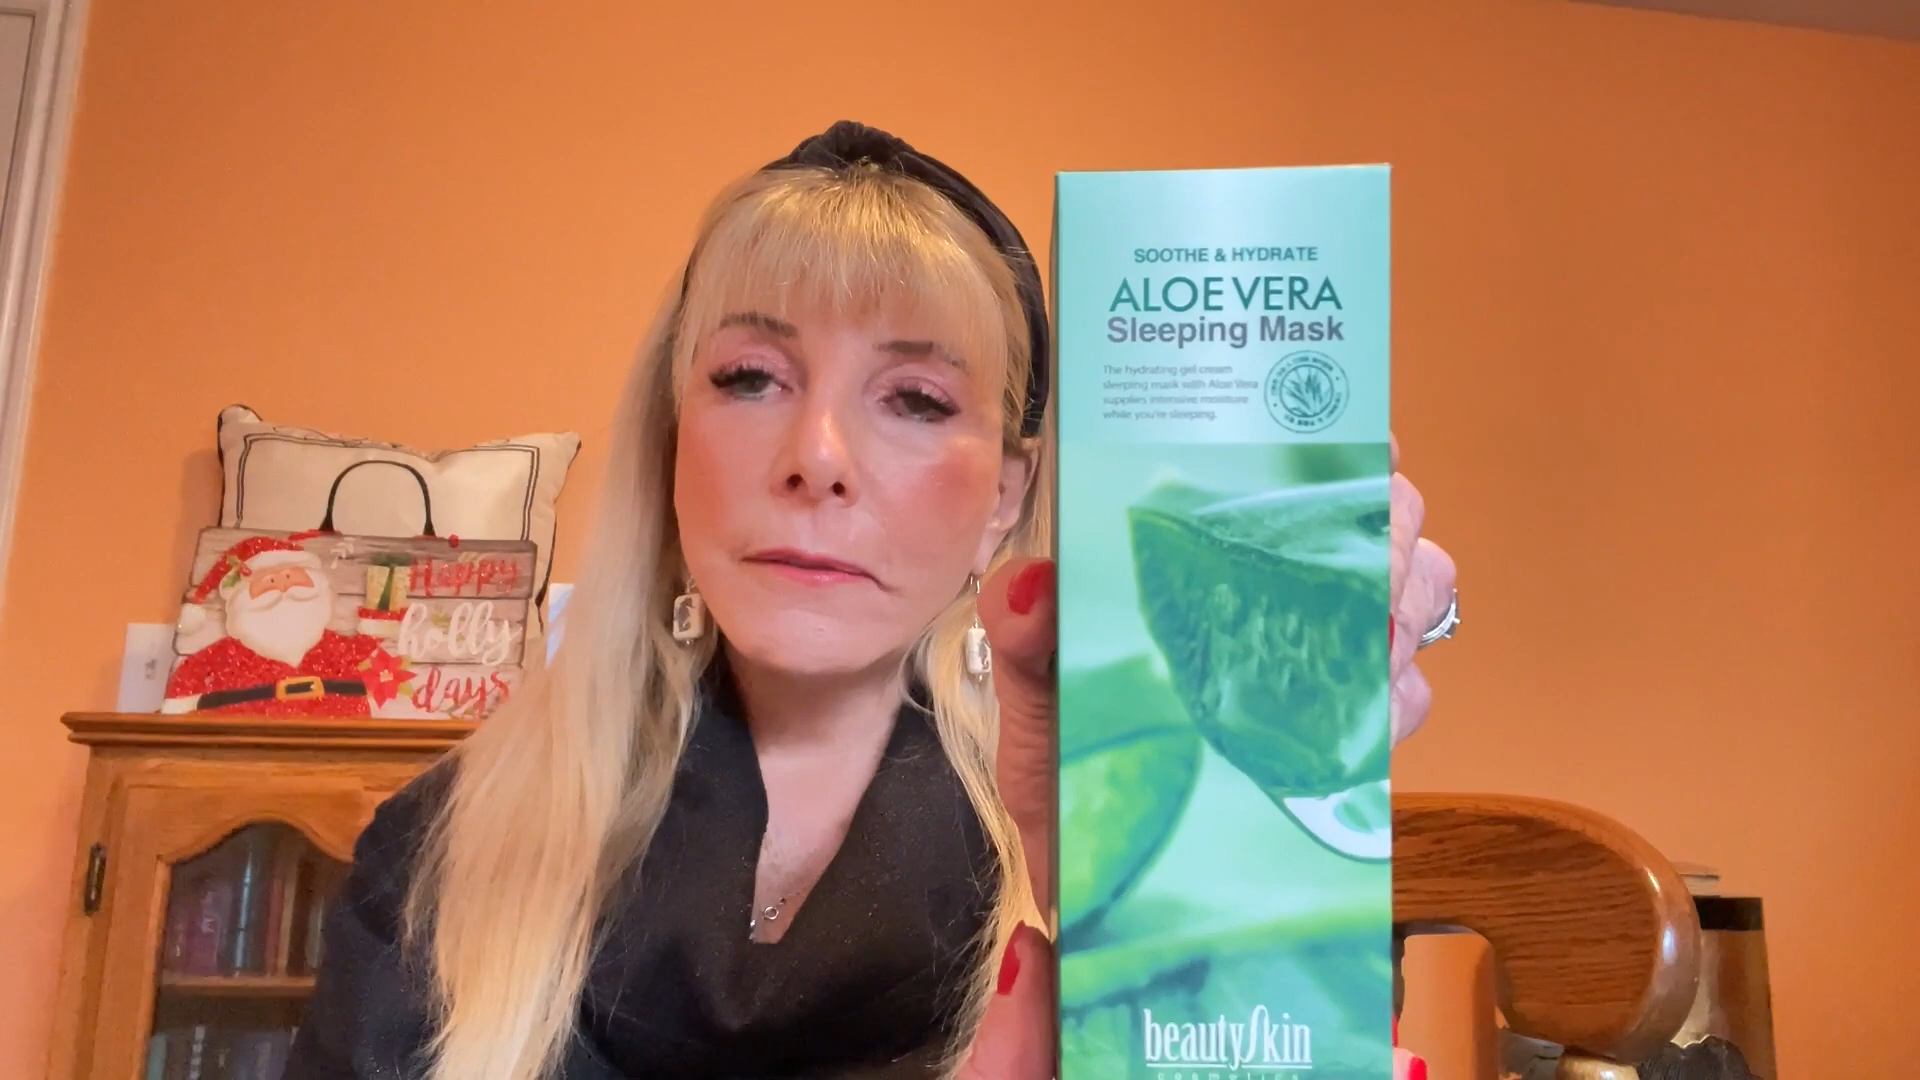 SOOTHE & HYDRATE
ALOE VERA
Sleeping Mask
The hydrating gel cream
sleeping mask with Aloe Vera
supplies intensive moisture
while you're sleeping.
beautySkin
cosmetics
Happy
holly
days